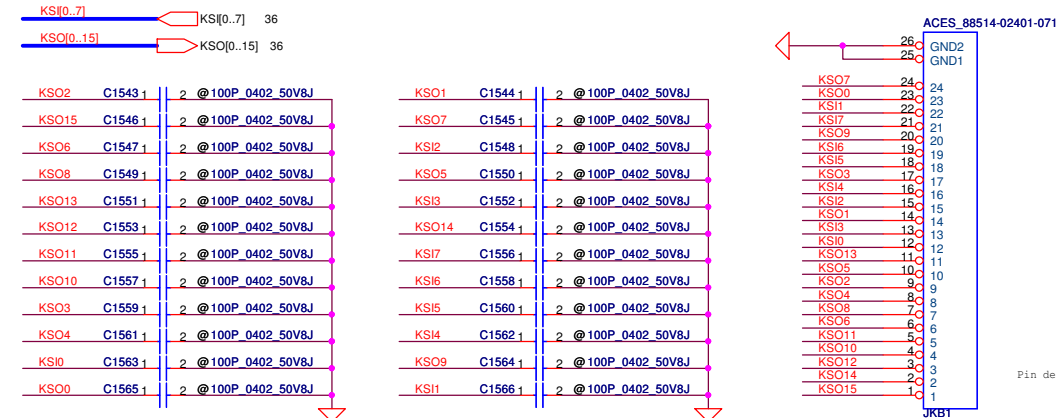 KSI[0..7] KSI[0..7] 36
KSO[0..15] KSO[0..15] 36
KSO2 C1543 1 2 @100P_0402_50V8J
KSO15 C1546 1 2 @100P_0402_50V8J
KSO6 C1547 1 2 @100P_0402_50V8J
KSO8 C1549 1 2 @100P_0402_50V8J
KSO13 C1551 1 2 @100P_0402_50V8J
KSO12 C1553 1 2 @100P_0402_50V8J
KSO11 C1555 1 2 @100P_0402_50V8J
KSO10 C1557 1 2 @100P_0402_50V8J
KSO3 C1559 1 2 @100P_0402_50V8J
KSO4 C1561 1 2 @100P_0402_50V8J
KSI0 C1563 1 2 @100P_0402_50V8J
KSO0 C1565 1 2 @100P_0402_50V8J
KSO1 C1544 1 2 @100P_0402_50V8J
KSO7 C1545 1 2 @100P_0402_50V8J
KSI2 C1548 1 2 @100P_0402_50V8J
KSO5 C1550 1 2 @100P_0402_50V8J
KSI3 C1552 1 2 @100P_0402_50V8J
KSO14 C1554 1 2 @100P_0402_50V8J
KSI7 C1556 1 2 @100P_0402_50V8J
KSI6 C1558 1 2 @100P_0402_50V8J
KSI5 C1560 1 2 @100P_0402_50V8J
KSI4 C1562 1 2 @100P_0402_50V8J
KSO9 C1564 1 2 @100P_0402_50V8J
KSI1 C1566 1 2 @100P_0402_50V8J
ACES_88514-02401-071
26 GND2
25 GND1
KSO7 24 24
KSO0 23 23
KSI1 22 22
KSI7 21 21
KSO9 20 20
KSI6 19 19
KSI5 18 18
KSO3 17 17
KSI4 16 16
KSI2 15 15
KSO1 14 14
KSI3 13 13
KSI0 12 12
KSO13 11 11
KSO5 10 10
KSO2 9 9
KSO4 8 8
KSO8 7 7
KSO6 6 6
KSO11 5 5
KSO10 4 4
KSO12 3 3
KSO14 2 2
KSO15 1 1
JKB1
Pin de